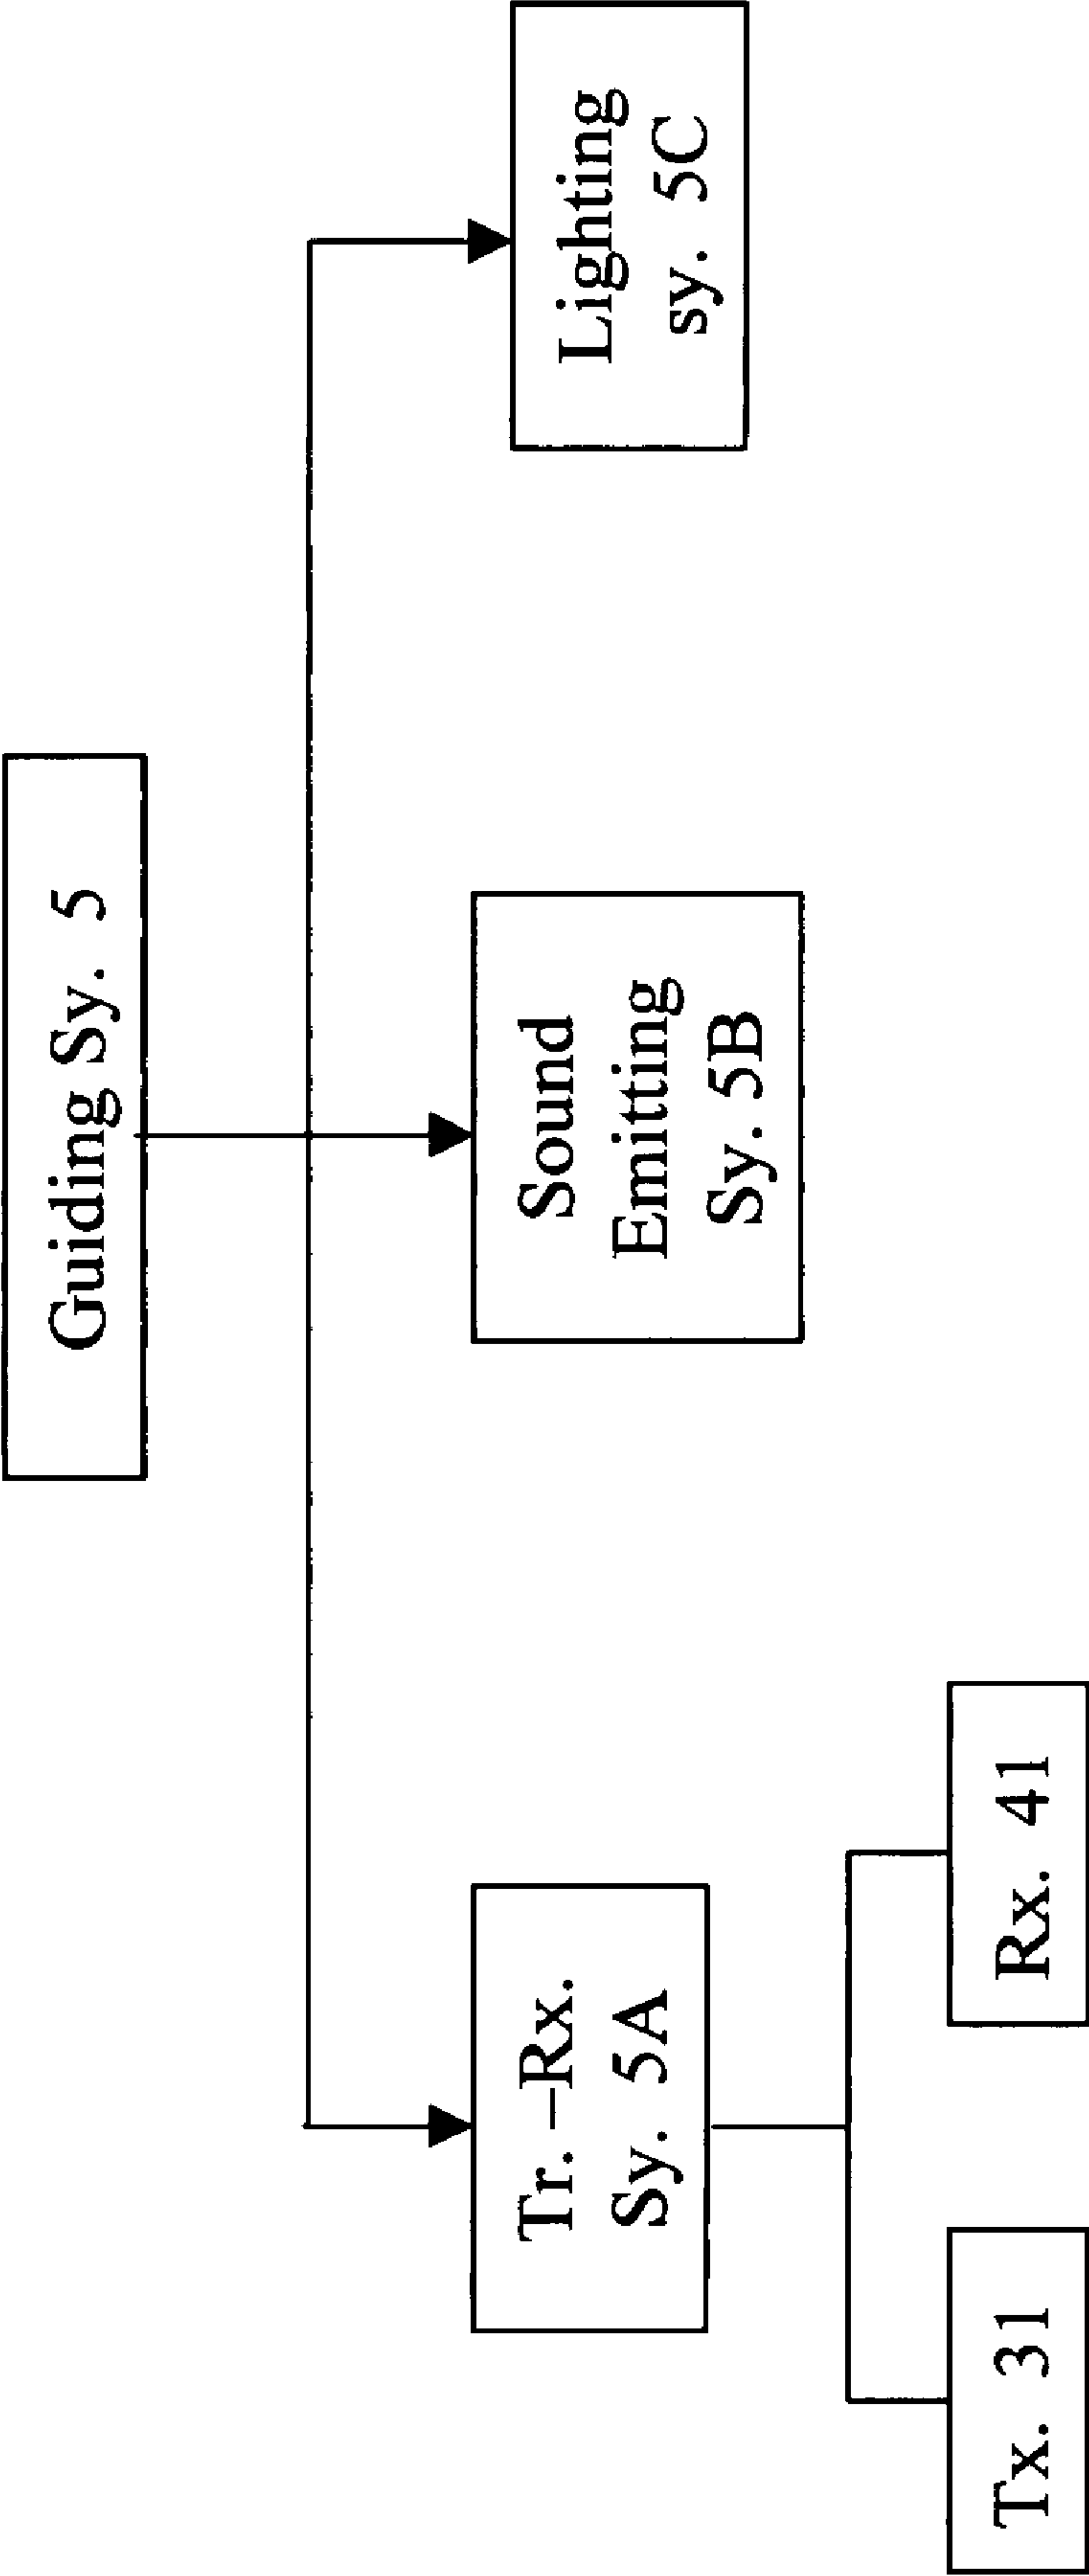 Guiding Sy. 5
Tr. –Rx.
Sy. 5A
Sound
Emitting
Sy. 5B
Lighting
sy. 5C
Tx. 31
Rx. 41